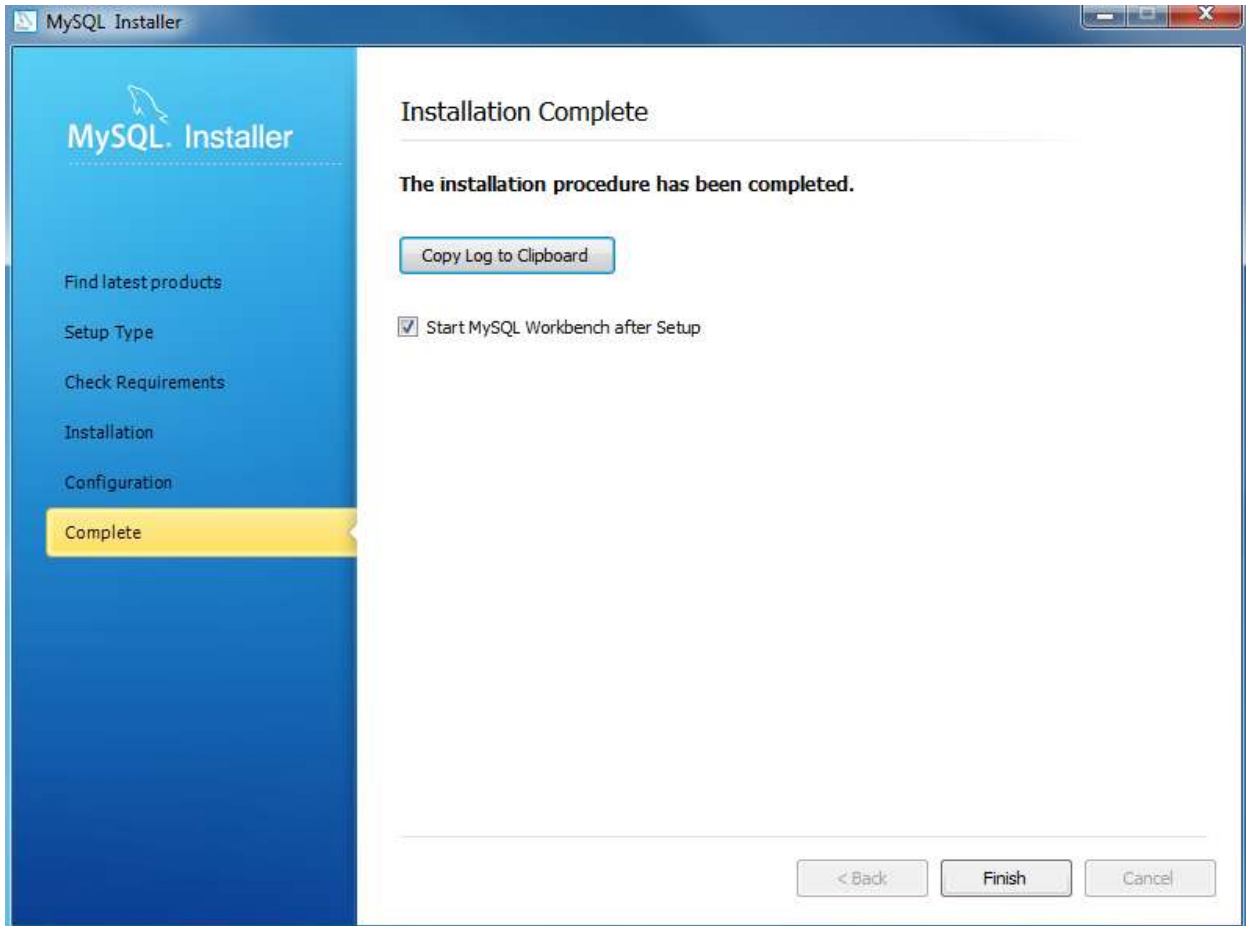 MySQL Installer
MySQL. Installer
Find latest products
Setup Type
Check Requirements
Installation
Configuration
Complete
Installation Complete
The installation procedure has been completed.
Copy Log to Clipboard
Start MySQL Workbench after Setup
< Back
Finish
Cancel